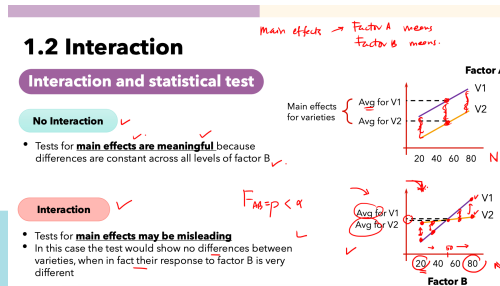 Main effects → Factor A means
Factor B means.
1.2 Interaction
Interaction and statistical test
No Interaction
• Tests for main effects are meaningful because
differences are constant across all levels of factor B
Interaction
• Tests for main effects may be misleading
• In this case the test would show no differences between
varieties, when in fact their response to factor B is very
different
F_AB = p < α
Factor A
Main effects
for varieties
Avg for V1
Avg for V2
V1
V2
20 40 60 80 N
Avg for V1
Avg for V2
V1
V2
20 40 60 80
Factor B